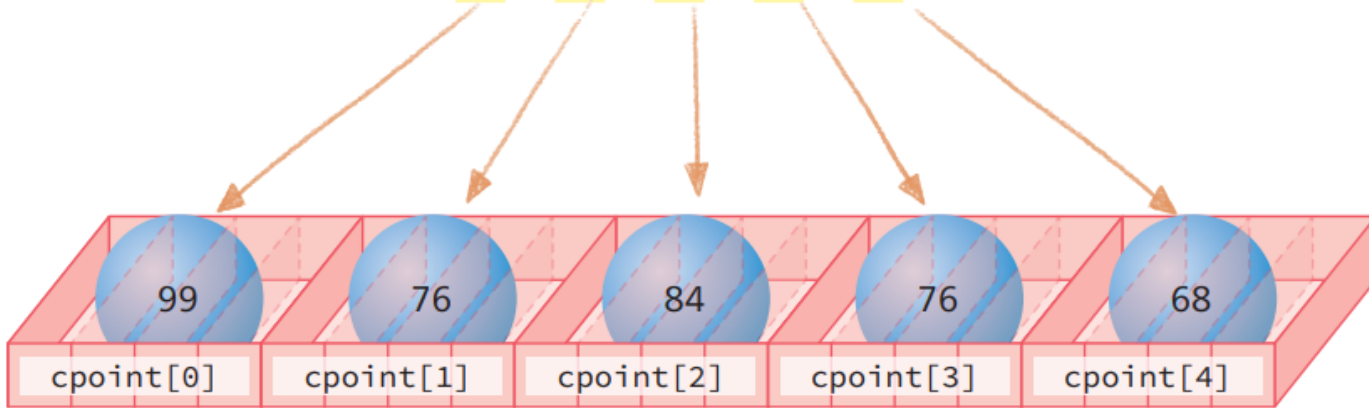 99 76 84 76 68
cpoint[0] cpoint[1] cpoint[2] cpoint[3] cpoint[4]